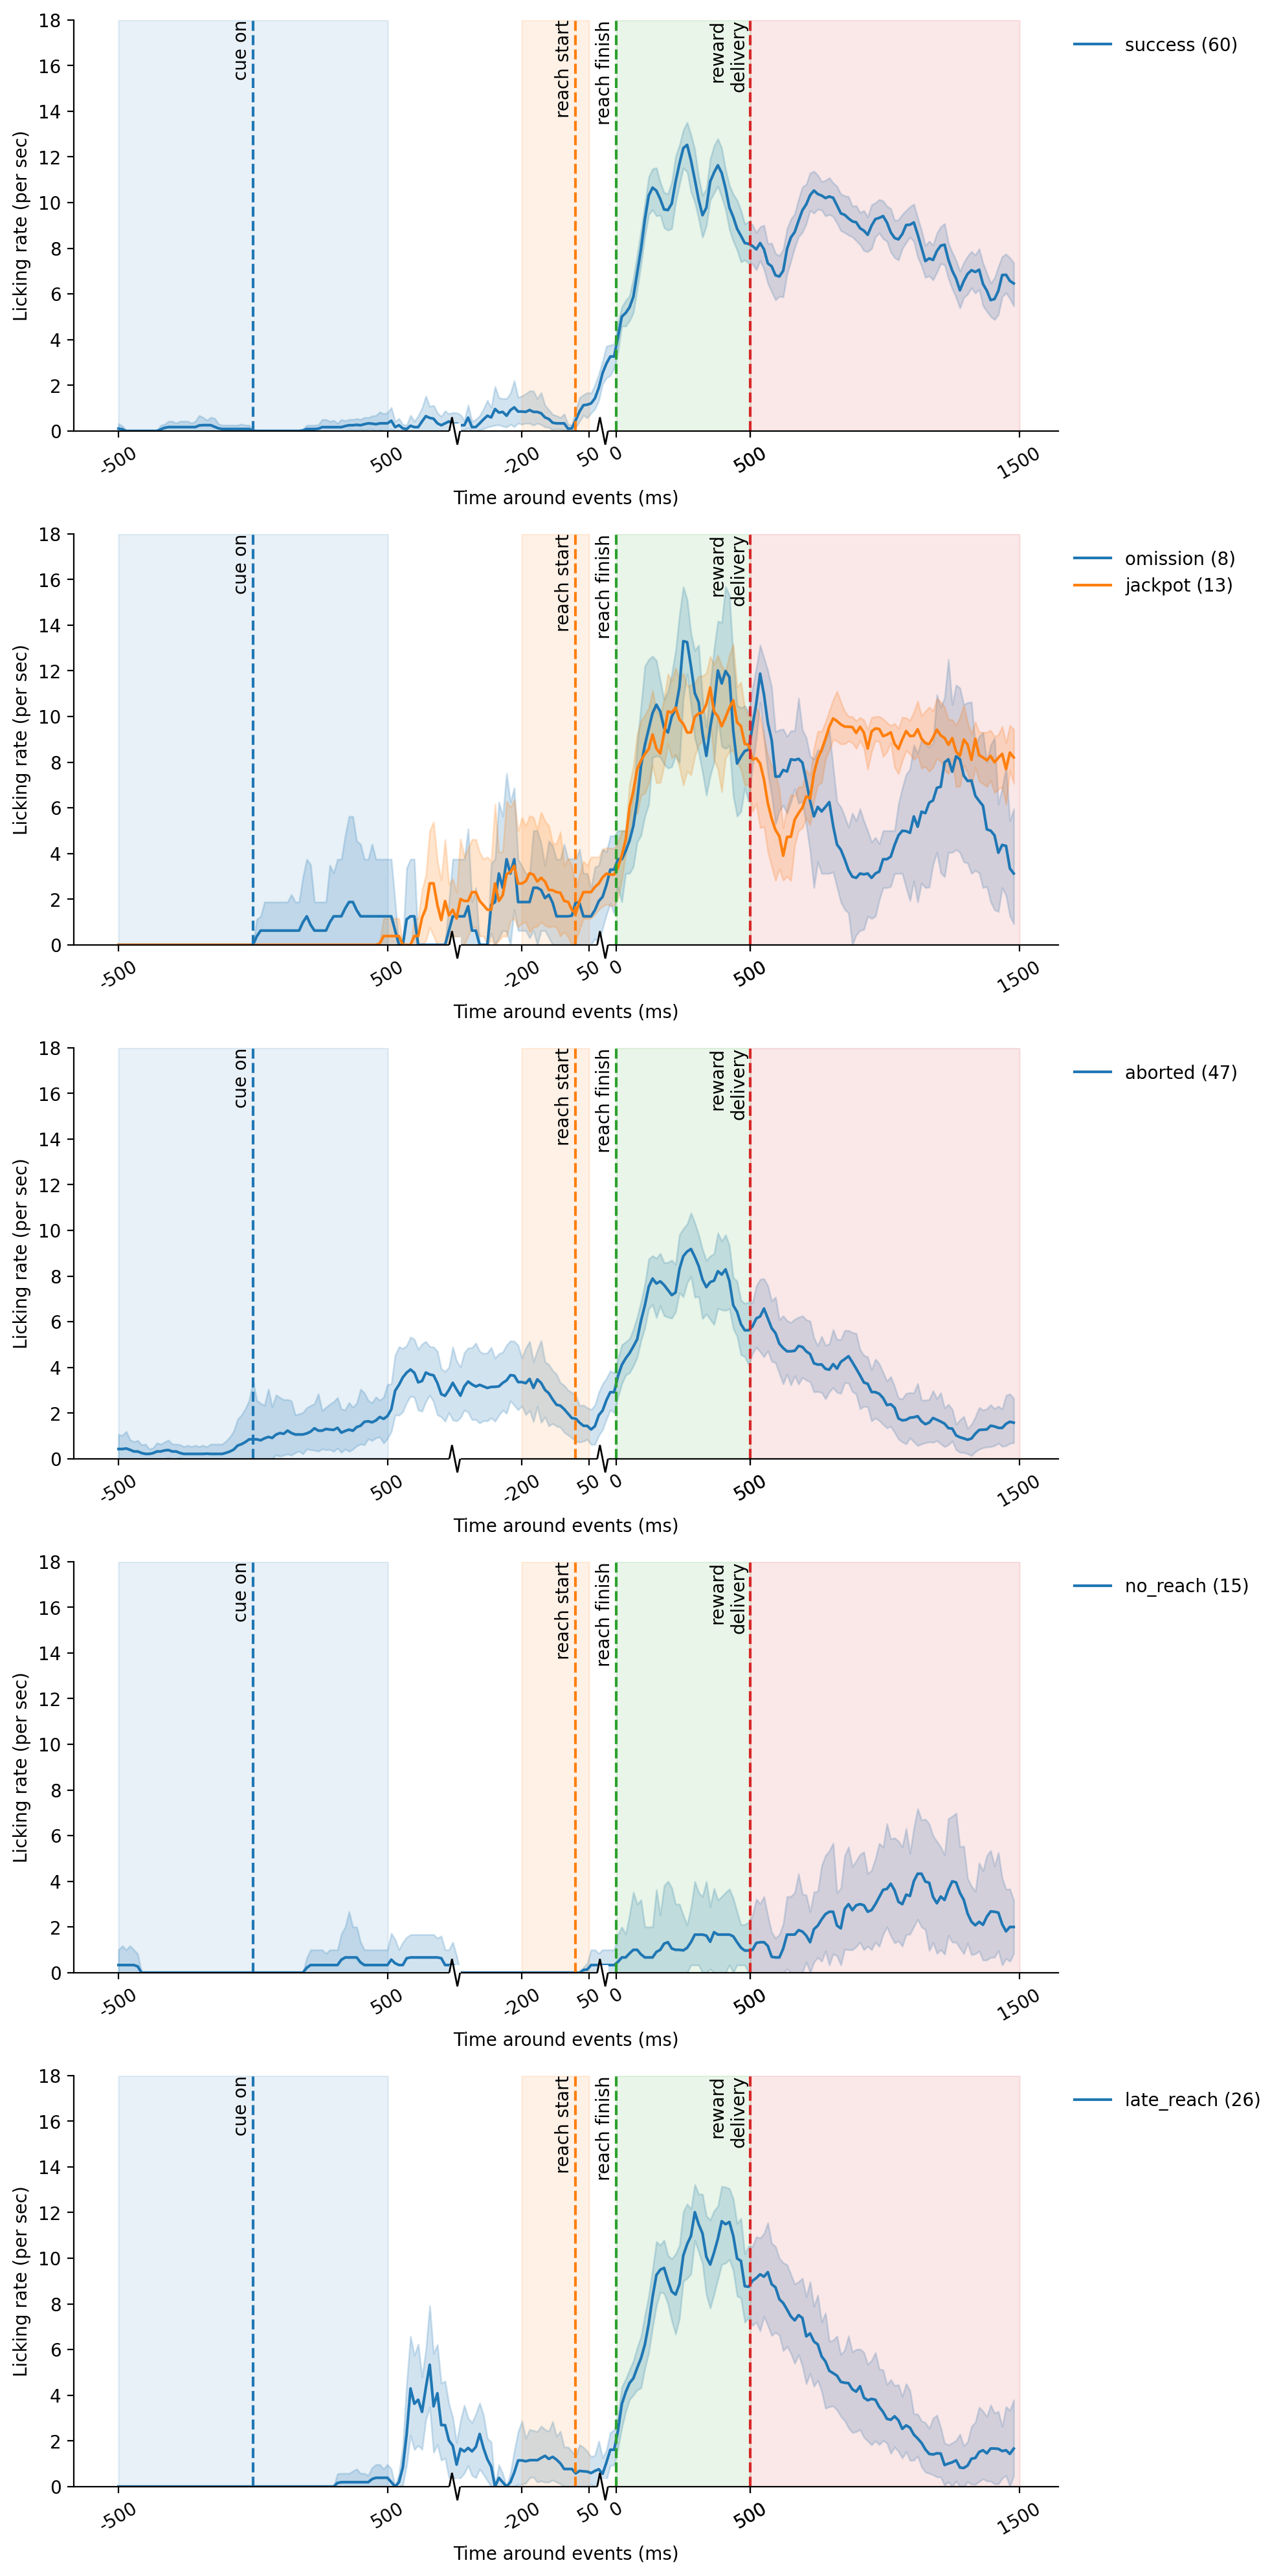 18
16
14
12
10
8
6
4
2
0
Licking rate (per sec)
cue on
reach start
reach finish
reward
delivery
success (60)
-500
500
-200
50
0
500
1500
Time around events (ms)
18
16
14
12
10
8
6
4
2
0
Licking rate (per sec)
cue on
reach start
reach finish
reward
delivery
omission (8)
jackpot (13)
-500
500
-200
50
0
500
1500
Time around events (ms)
18
16
14
12
10
8
6
4
2
0
Licking rate (per sec)
cue on
reach start
reach finish
reward
delivery
aborted (47)
-500
500
-200
50
0
500
1500
Time around events (ms)
18
16
14
12
10
8
6
4
2
0
Licking rate (per sec)
cue on
reach start
reach finish
reward
delivery
no_reach (15)
-500
500
-200
50
0
500
1500
Time around events (ms)
18
16
14
12
10
8
6
4
2
0
Licking rate (per sec)
cue on
reach start
reach finish
reward
delivery
late_reach (26)
-500
500
-200
50
0
500
1500
Time around events (ms)